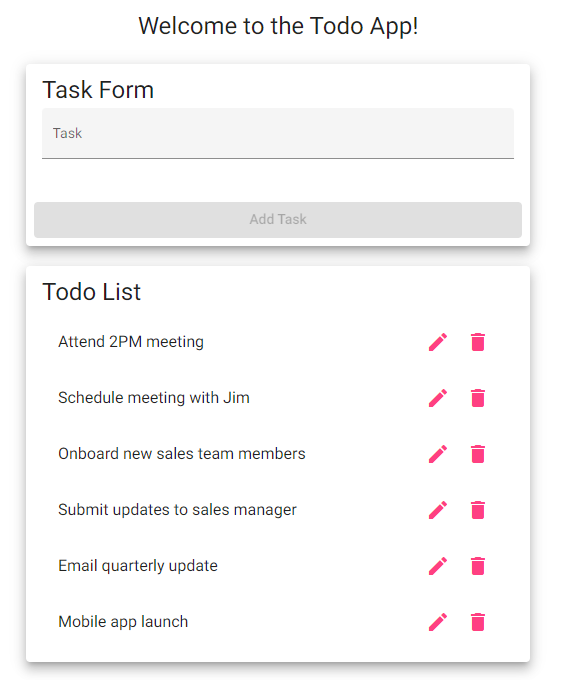 Welcome to the Todo App!
Task Form
Task
Add Task
Todo List
Attend 2PM meeting
Schedule meeting with Jim
Onboard new sales team members
Submit updates to sales manager
Email quarterly update
Mobile app launch